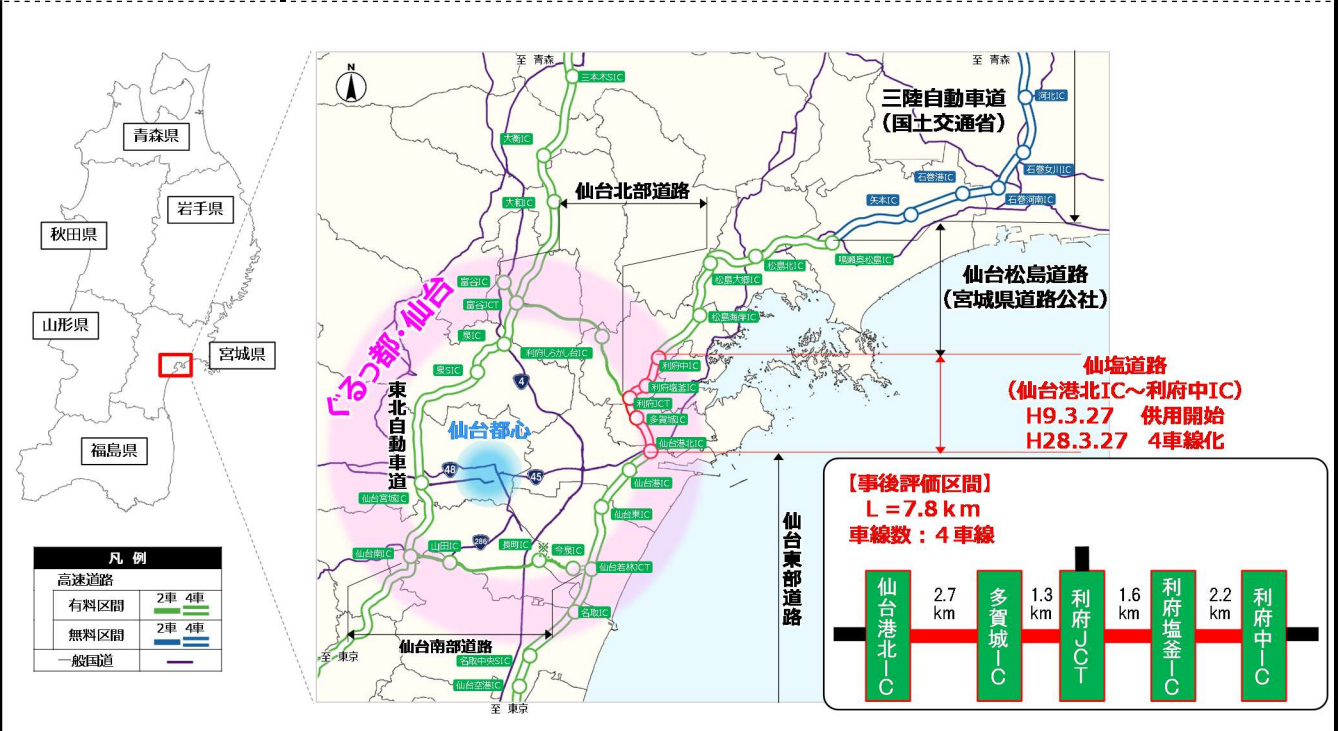 青森県
岩手県
秋田県
山形県
宮城県
福島県
凡 例
高速道路
有料区間
2車 4車
無料区間
2車 4車
一般国道
N
至 青森
三本木SIC
大衡IC
大和IC
仙台北部道路
富谷IC
富谷JCT
泉IC
泉SIC
利府しらかし台IC
ぐるっ都・仙台
東北自動車道
仙台都心
4
48
45
286
仙台宮城IC
仙台南IC
山田IC
長町IC
※
今泉IC
仙台若林JCT
名取IC
仙台南部道路
名取中央SIC
仙台空港IC
至 東京
至 東京
至 青森
三陸自動車道
(国土交通省)
河北IC
石巻女川IC
石巻港IC
石巻河南IC
矢本IC
鳴瀬奥松島IC
松島北IC
松島大郷IC
松島海岸IC
仙台松島道路
(宮城県道路公社)
利府中IC
利府塩釜IC
利府JCT
多賀城IC
仙台港北IC
仙台港IC
仙台東IC
仙台東部道路
仙塩道路
(仙台港北IC~利府中IC)
H9.3.27 供用開始
H28.3.27 4車線化
【事後評価区間】
L=7.8km
車線数:4車線
仙台港北IC
2.7
km
多賀城IC
1.3
km
利府JCT
1.6
km
利府塩釜IC
2.2
km
利府中IC